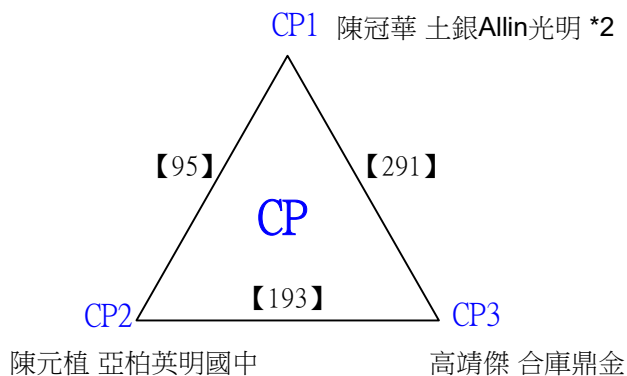 CP1 陳冠華 土銀Allin光明 *2
【95】 【291】
CP
【193】
CP2 CP3
陳元植 亞柏英明國中 高靖傑 合庫鼎金